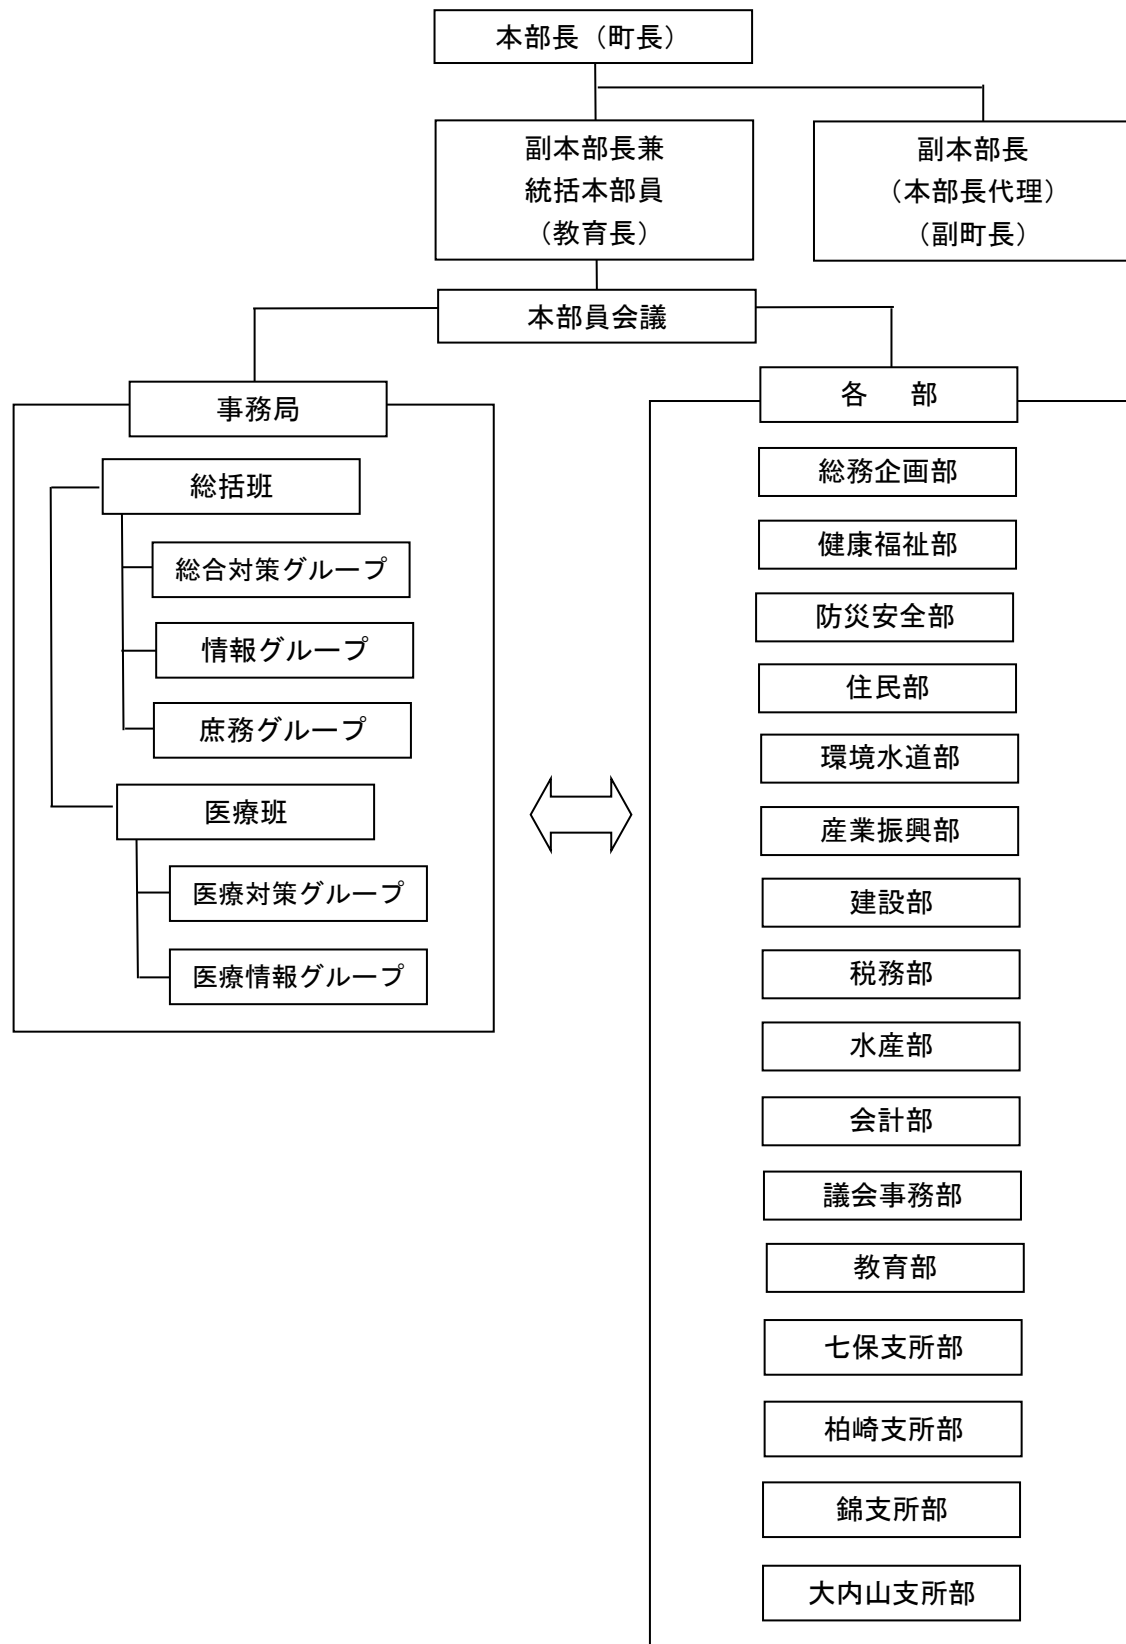 本部長（町長）
副本部長兼
統括本部員
（教育長）
副本部長
（本部長代理）
（副町長）
本部員会議
事務局
総括班
総合対策グループ
情報グループ
庶務グループ
医療班
医療対策グループ
医療情報グループ
各　部
総務企画部
健康福祉部
防災安全部
住民部
環境水道部
産業振興部
建設部
税務部
水産部
会計部
議会事務部
教育部
七保支所部
柏崎支所部
錦支所部
大内山支所部